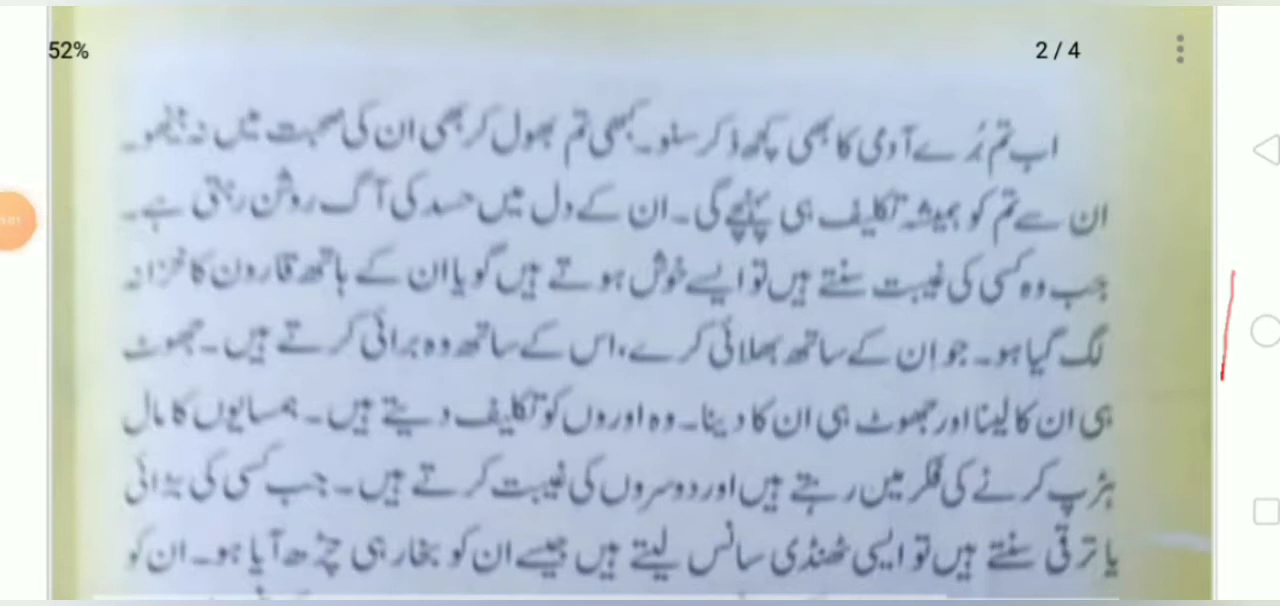 52%
2 / 4
اب تم بُرے آدمی کا بھی کچھ ذکر سنو۔ کبھی تم بھول کر بھی ان کی صحبت میں نہ بیٹھو۔
ان سے تم کو ہمیشہ تکلیف ہی پہنچے گی۔ ان کے دل میں حسد کی آگ روشن رہتی ہے۔
جب وہ کسی کی غیبت سنتے ہیں تو ایسے خوش ہوتے ہیں گویا ان کے ہاتھ قارون کا خزانہ
لگ گیا ہو۔ جو اِن کے ساتھ بھلائی کرے، اس کے ساتھ وہ برائی کرتے ہیں۔ جھوٹ
ہی ان کا لینا اور جھوٹ ہی ان کا دینا۔ وہ اوروں کو تکلیف دیتے ہیں۔ ہمسایوں کا مال
ہڑپ کرنے کی فکر میں رہتے ہیں اور دوسروں کی غیبت کرتے ہیں۔ جب کسی کی بڑائی
یا ترقی سنتے ہیں تو ایسی ٹھنڈی سانس لیتے ہیں جیسے ان کو بخار ہی چڑھ آیا ہو۔ ان کو